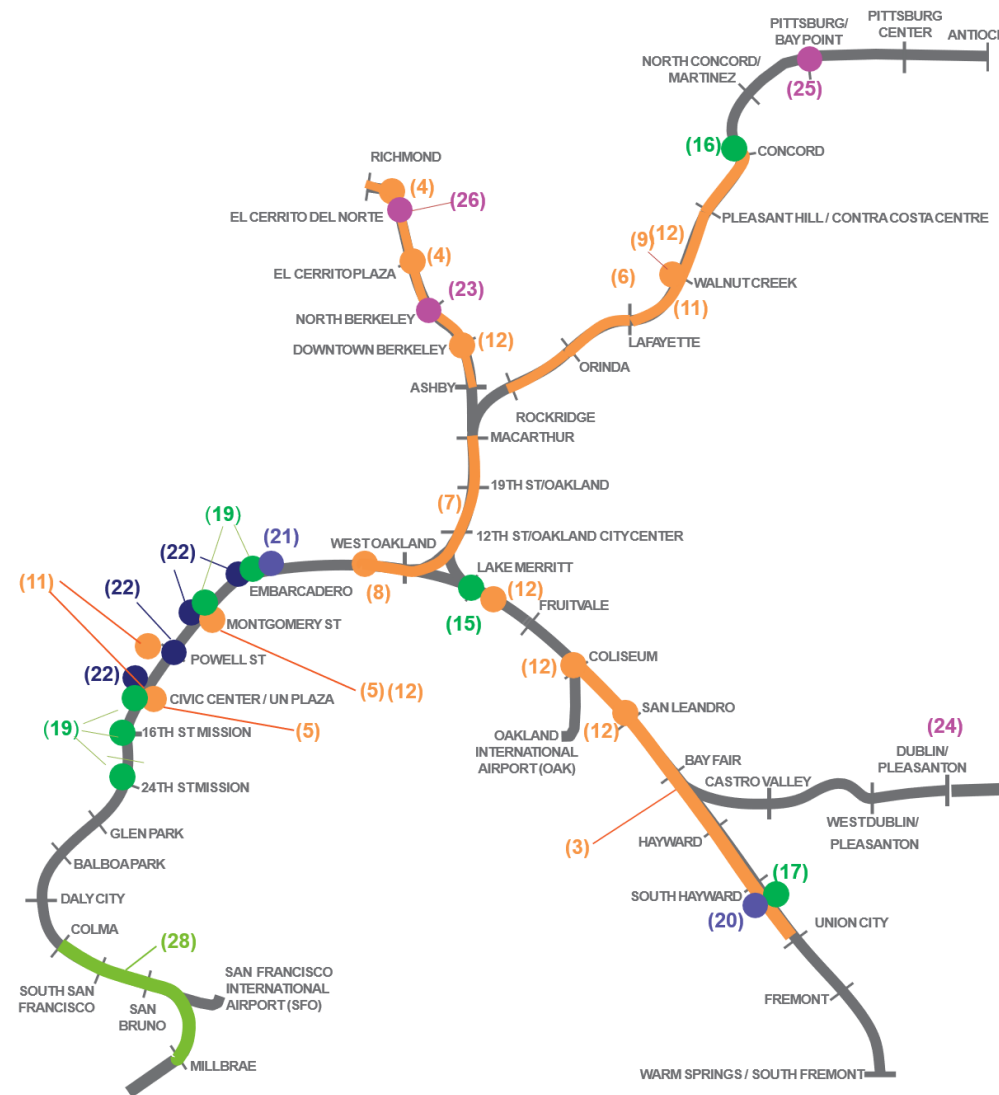 PITTSBURG/
BAY POINT
PITTSBURG
CENTER
ANTIOC
NORTH CONCORD/
MARTINEZ
(25)
(16)
CONCORD
RICHMOND
(4)
EL CERRITO DEL NORTE
(26)
PLEASANT HILL / CONTRA COSTA CENTRE
(9)
(12)
EL CERRITO PLAZA
(4)
(6)
WALNUT CREEK
(23)
(11)
NORTH BERKELEY
DOWNTOWN BERKELEY
(12)
LAFAYETTE
ORINDA
ASHBY
ROCKRIDGE
MACARTHUR
19TH ST/OAKLAND
(7)
(19)
(21)
WEST OAKLAND
12TH ST/OAKLAND CITY CENTER
(22)
LAKE MERRITT
(11)
(22)
EMBARCADERO
(8)
(12)
FRUITVALE
(15)
MONTGOMERY ST
POWELL ST
COLISEUM
(12)
(22)
(5) (12)
CIVIC CENTER / UN PLAZA
SAN LEANDRO
(19)
(5)
(12)
16TH ST MISSION
OAKLAND
INTERNATIONAL
AIRPORT (OAK)
(24)
DUBLIN/
PLEASANTON
BAY FAIR
CASTRO VALLEY
24TH ST MISSION
WEST DUBLIN/
PLEASANTON
GLEN PARK
(3)
HAYWARD
BALBOA PARK
(17)
DALY CITY
SOUTH HAYWARD
(20)
UNION CITY
COLMA
(28)
SOUTH SAN
FRANCISCO
SAN
BRUNO
SAN FRANCISCO
INTERNATIONAL
AIRPORT (SFO)
FREMONT
MILLBRAE
WARM SPRINGS / SOUTH FREMONT